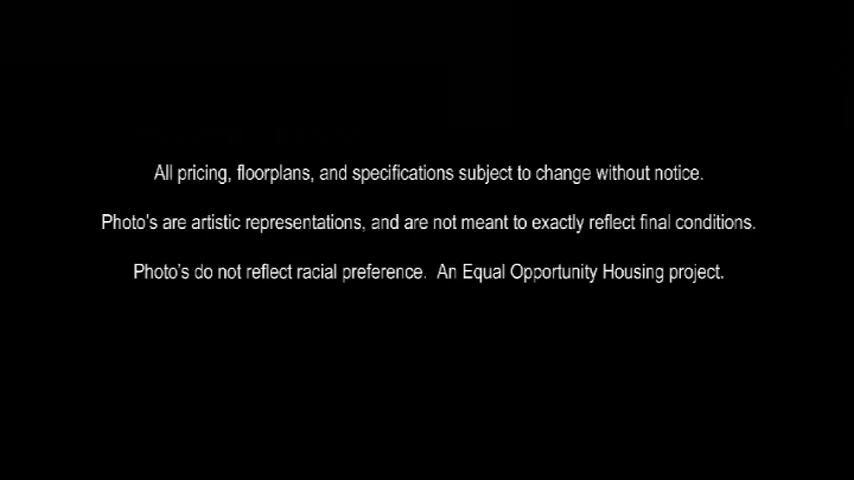 All pricing, floorplans, and specifications subject to change without notice.
Photo's are artistic representations, and are not meant to exactly reflect final conditions.
Photo's do not reflect racial preference.  An Equal Opportunity Housing project.